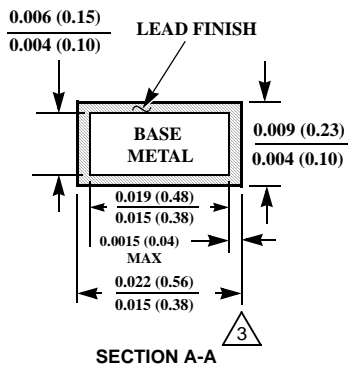 0.006 (0.15)
0.004 (0.10)
LEAD FINISH
BASE
METAL
0.009 (0.23)
0.004 (0.10)
0.019 (0.48)
0.015 (0.38)
0.0015 (0.04)
MAX
0.022 (0.56)
0.015 (0.38)
3
SECTION A-A